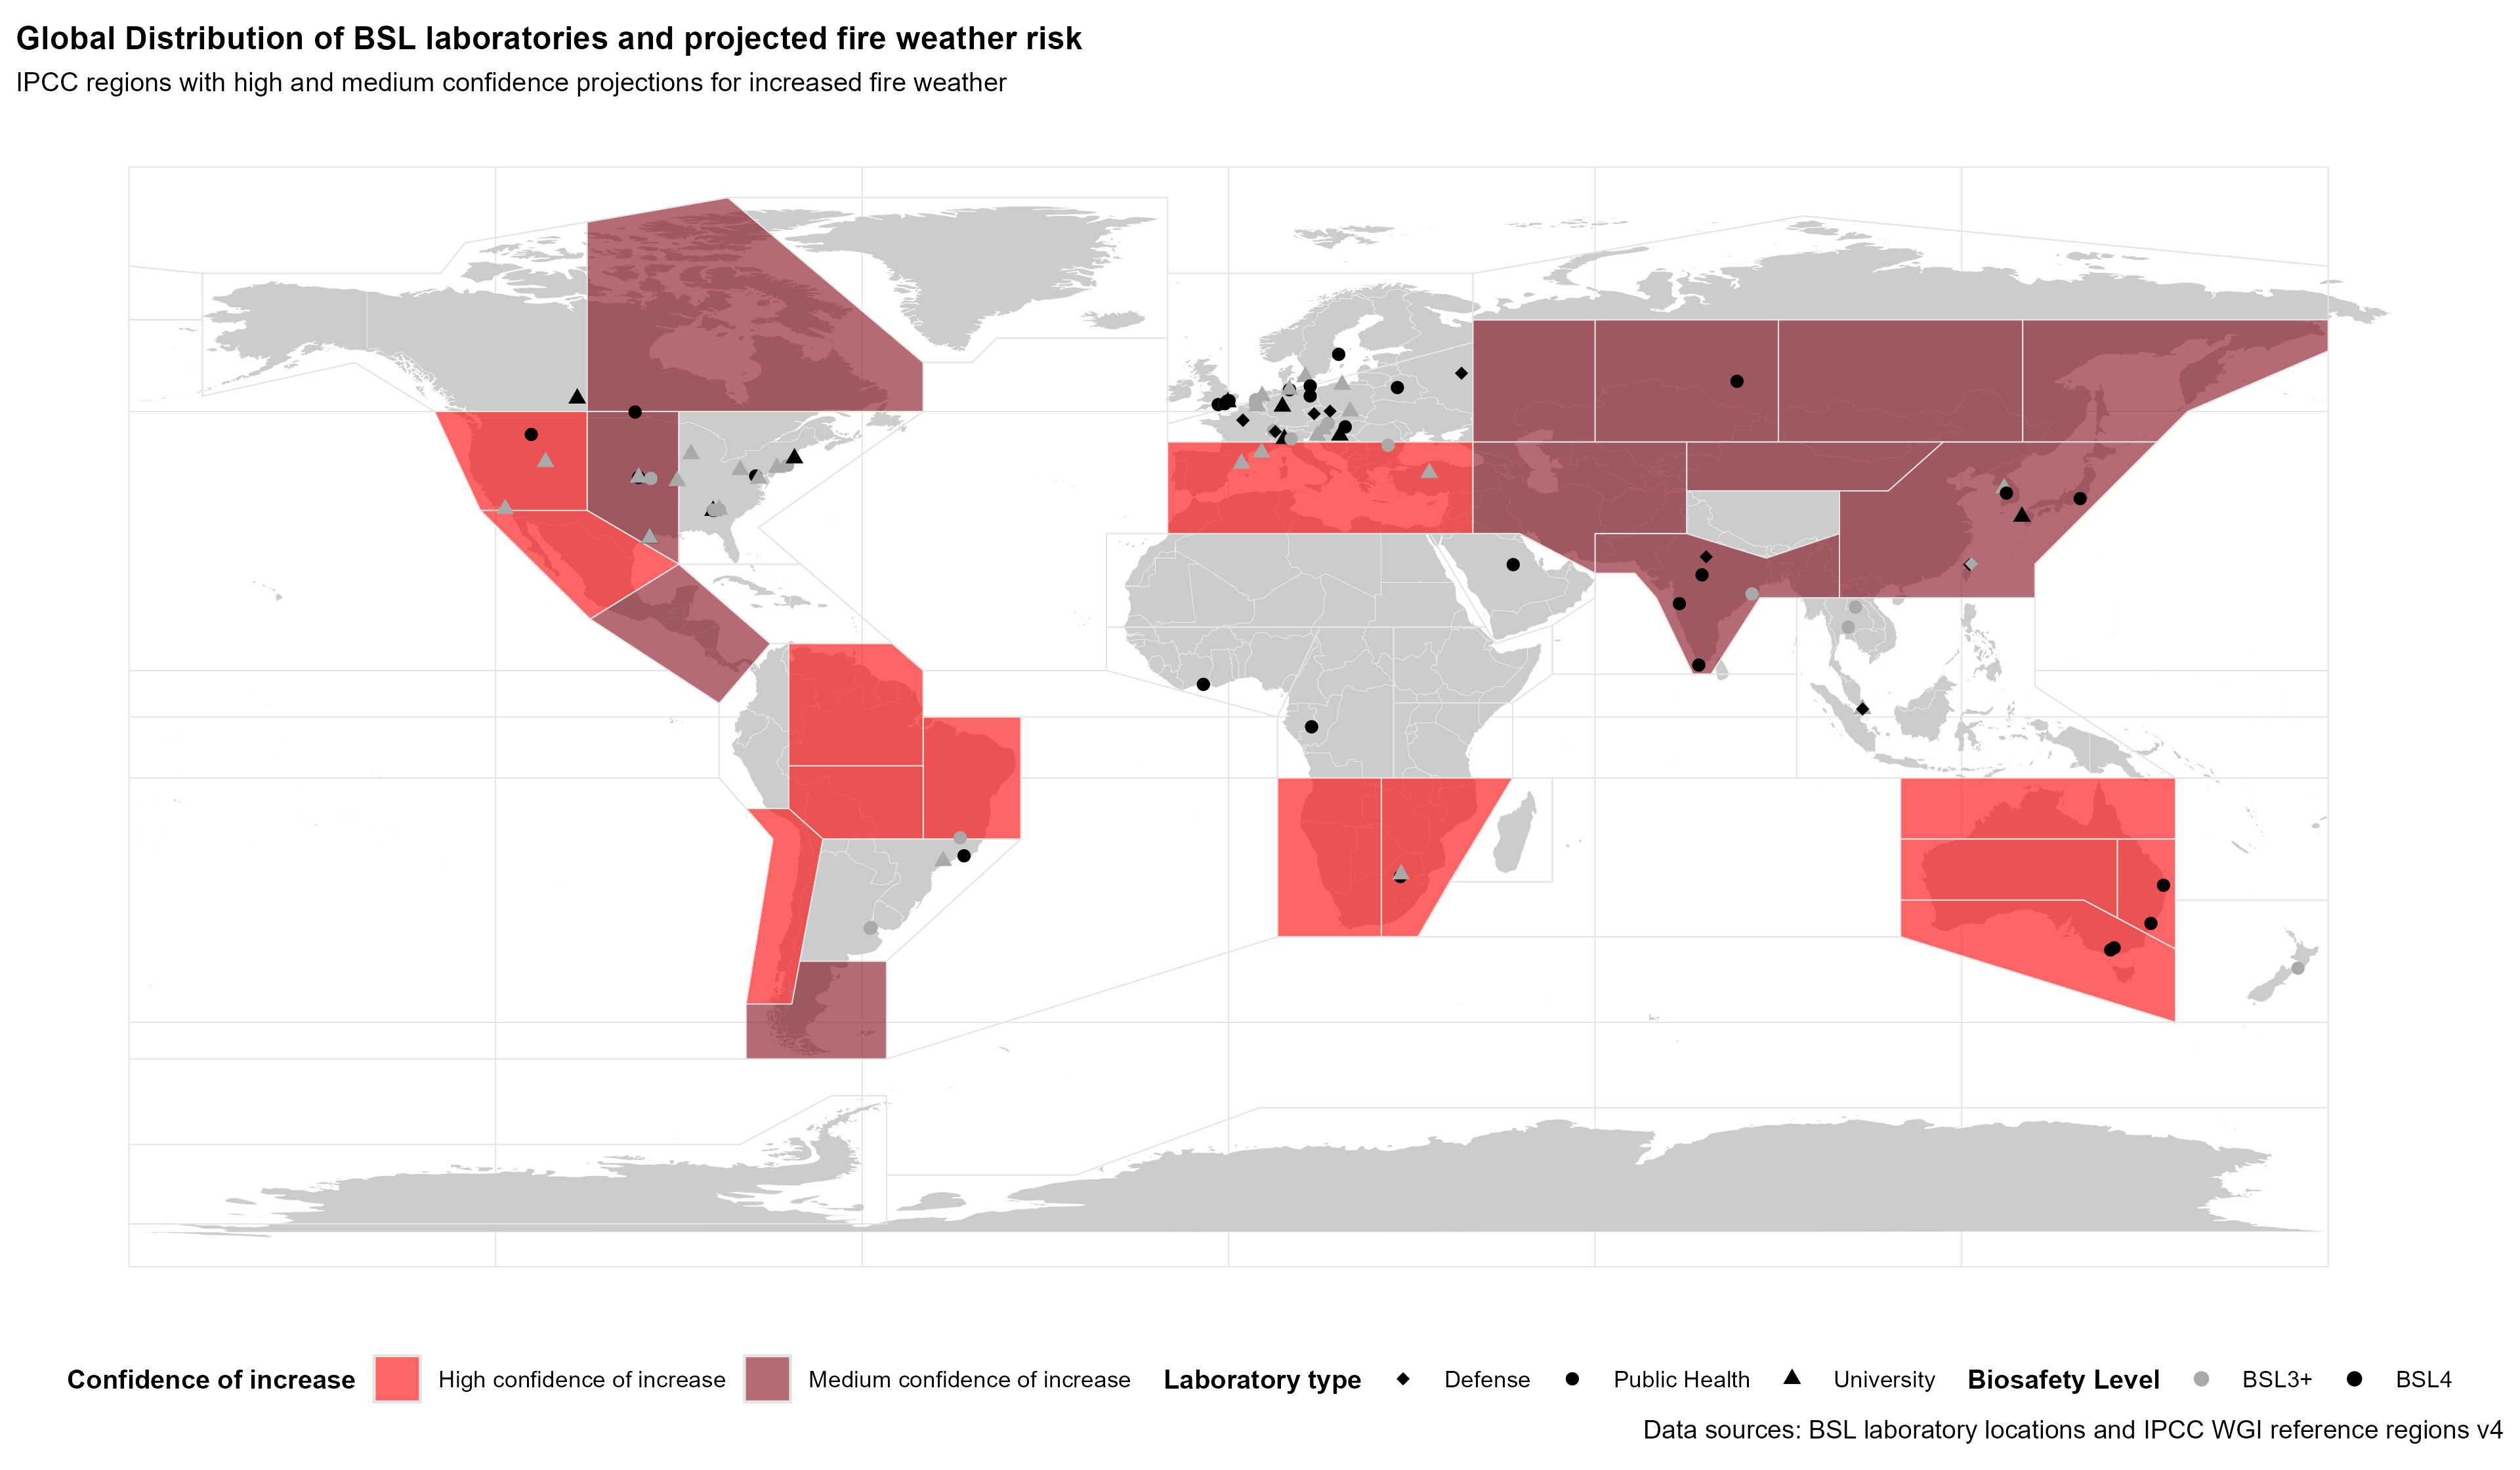 Global Distribution of BSL laboratories and projected fire weather risk
IPCC regions with high and medium confidence projections for increased fire weather
Confidence of increase High confidence of increase Medium confidence of increase Laboratory type Defense Public Health University Biosafety Level BSL3+ BSL4
Data sources: BSL laboratory locations and IPCC WGI reference regions v4